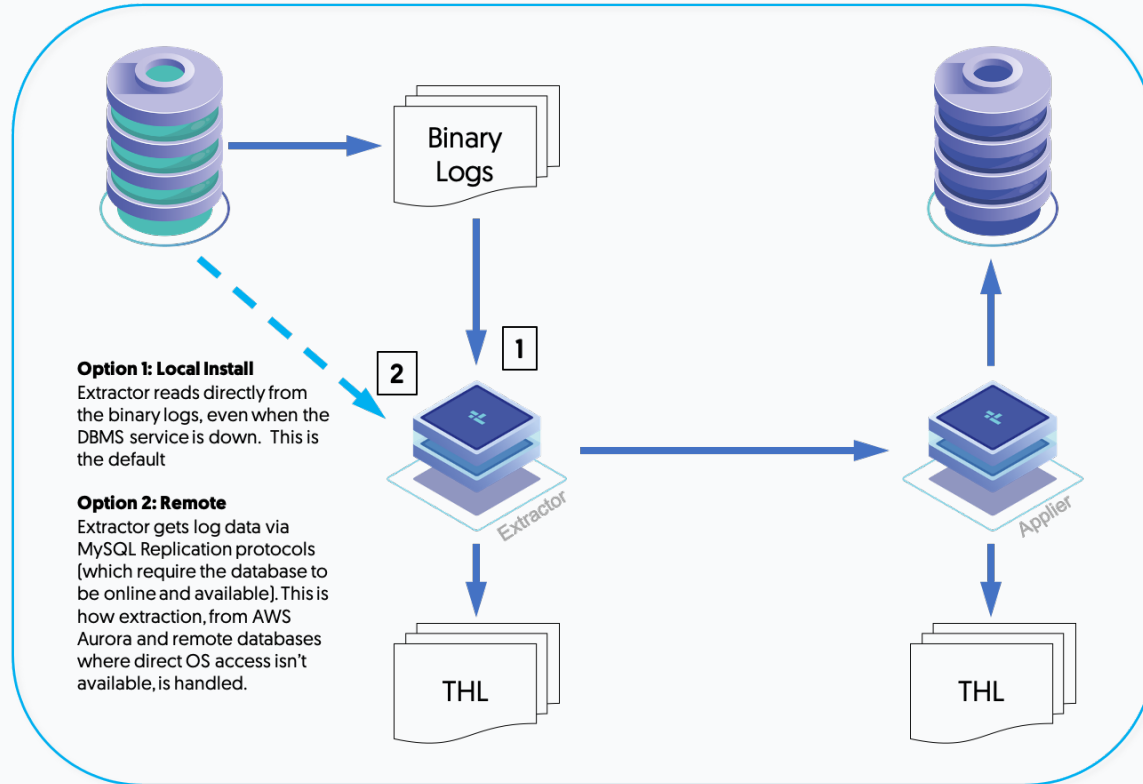 Binary
Logs
1
2
Option 1: Local Install
Extractor reads directly from
the binary logs, even when the
DBMS service is down.  This is
the default
Option 2: Remote
Extractor gets log data via
MySQL Replication protocols
(which require the database to
be online and available). This is
how extraction, from AWS
Aurora and remote databases
where direct OS access isn't
available, is handled.
Extractor
Applier
THL
THL